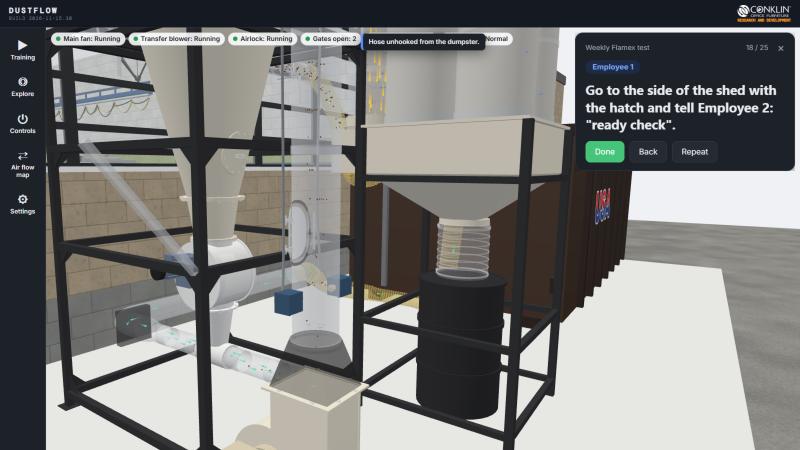 DUSTFLOW
BUILD 2026-11-15.10
CONKLIN
OFFICE FURNITURE
RESEARCH AND DEVELOPMENT
Training
Explore
Controls
Air flow
map
Settings
Main fan: Running
Transfer blower: Running
Airlock: Running
Gates open: 2
Hose unhooked from the dumpster.
Normal
Weekly Flamex test
18 / 25
Employee 1
Go to the side of the shed with
the hatch and tell Employee 2:
"ready check".
Done
Back
Repeat
USA